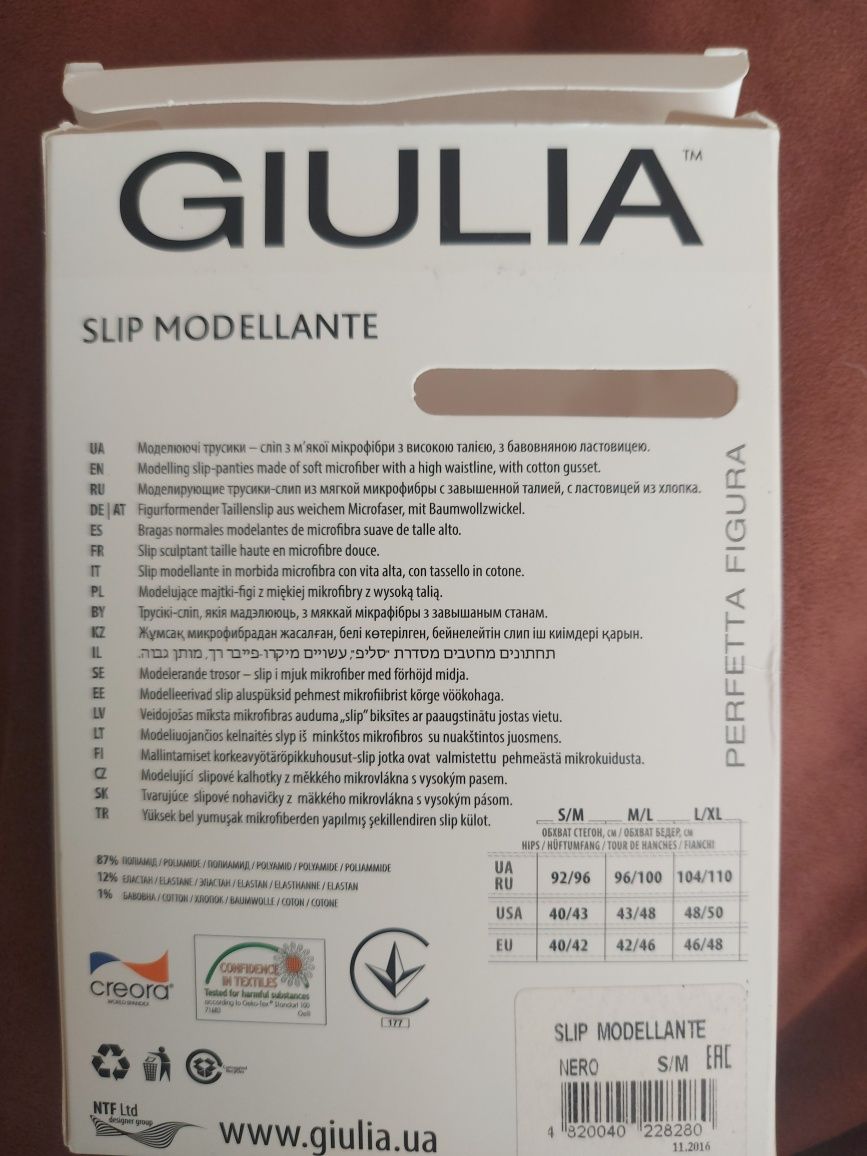 GIULIA™
SLIP MODELLANTE
UA Моделюючі трусики – сліп з м'якої мікрофібри з високою талією, з бавовняною ластовицею.
EN Modelling slip-panties made of soft microfiber with a high waistline, with cotton gusset.
RU Моделирующие трусики-слип из мягкой микрофибры с завышенной талией, с ластовицей из хлопка.
DE|AT Figurformender Taillenslip aus weichem Microfaser, mit Baumwollzwickel.
ES Bragas normales modelantes de microfibra suave de talle alto.
FR Slip sculptant taille haute en microfibre douce.
IT Slip modellante in morbida microfibra con vita alta, con tassello in cotone.
PL Modelujące majtki-figi z miękiej mikrofibry z wysoką talią.
BY Трусікі-сліп, якія мадэлююць, з мяккай мікрафібры з завышаным станам.
KZ Жұмсақ микрофибрадан жасалған, белі көтерілген, бейнелейтін слип іш киімдері қарын.
IL תחתונים מחטבים מסדרת "סליפ", עשויים מיקרו-פייבר רך, מותן גבוה.
SE Modelerande trosor – slip i mjuk mikrofiber med förhöjd midja.
EE Modelleerivad slip aluspüksid pehmest mikrofiibrist kõrge vöökohaga.
LV Veidojošas mīksta mikrofibras auduma „slip” biksītes ar paaugstinātu jostas vietu.
LT Modeliuojančios kelnaitės slyp iš minkštos mikrofibros su nuakštintos juosmens.
FI Mallintamiset korkeavyötäröpikkuhousut-slip jotka ovat valmistettu pehmeästä mikrokuidusta.
CZ Modelující slipové kalhotky z měkkého mikrovlákna s vysokým pasem.
SK Tvarujúce slipové nohavičky z mäkkého mikrovlákna s vysokým pásom.
TR Yüksek bel yumuşak mikrofiberden yapılmış şekillendiren slip külot.
PERFETTA FIGURA
87% ПОЛІАМІД / POLIAMIDE / ПОЛИАМИД / POLYAMID / POLYAMIDE / POLIAMMIDE
12% ЕЛАСТАН / ELASTANE / ЭЛАСТАН / ELASTAN / ELASTHANNE / ELASTAN
1% БАВОВНА / COTTON / ХЛОПОК / BAUMWOLLE / COTON / COTONE
S/M M/L L/XL
ОБХВАТ СТЕГОН, см / ОБХВАТ БЕДЕР, см
HIPS / HÜFTUMFANG / TOUR DE HANCHES / FIANCHI
UA RU 92/96 96/100 104/110
USA 40/43 43/48 48/50
EU 40/42 42/46 46/48
creora®
WORLD SPANDEX
CONFIDENCE
IN TEXTILES
Tested for harmful substances
according to Oeko-Tex® Standard 100
71680 Oeti
177
SLIP MODELLANTE
NERO S/M EAC
4 820040 228280
11.2016
NTF Ltd
designer group
www.giulia.ua